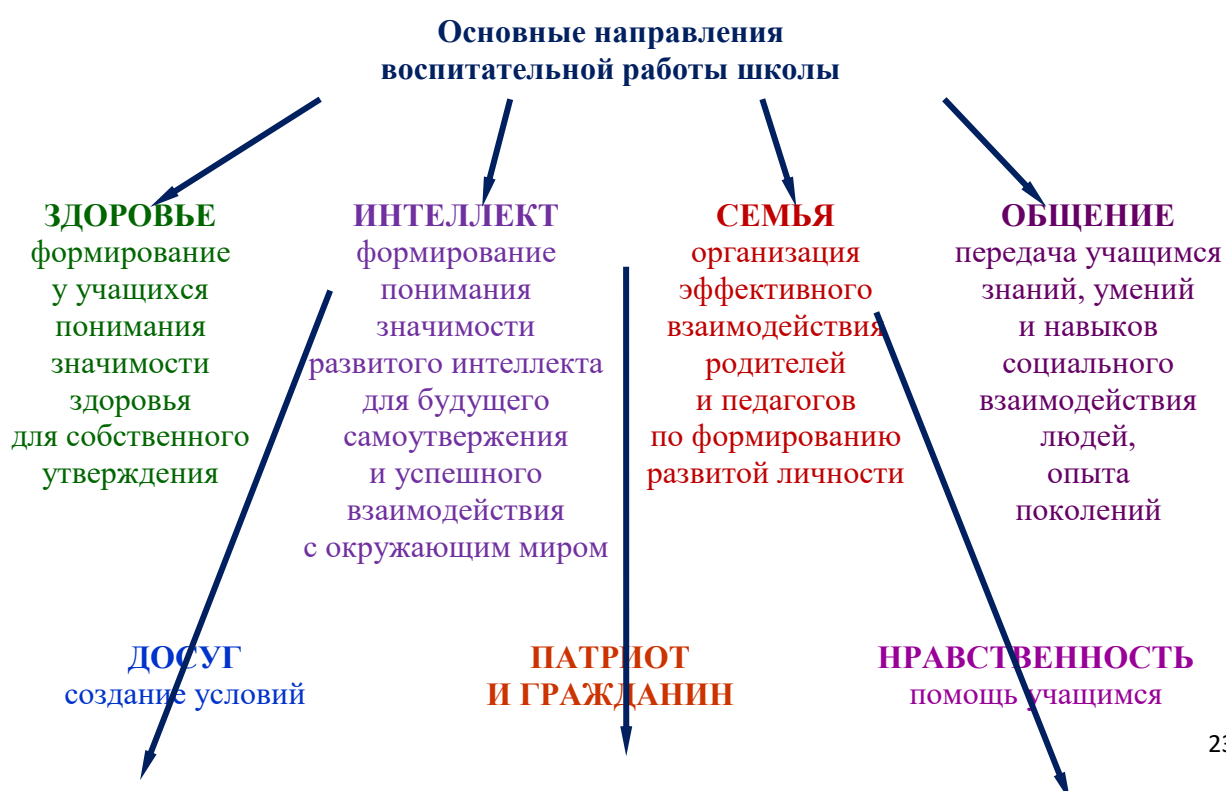 Основные направления
воспитательной работы школы
ЗДОРОВЬЕ
формирование
у учащихся
понимания
значимости
здоровья
для собственного
утверждения
ИНТЕЛЛЕКТ
формирование
понимания
значимости
развитого интеллекта
для будущего
самоутвержения
и успешного
взаимодействия
с окружающим миром
СЕМЬЯ
организация
эффективного
взаимодействия
родителей
и педагогов
по формированию
развитой личности
ОБЩЕНИЕ
передача учащимся
знаний, умений
и навыков
социального
взаимодействия
людей,
опыта
поколений
ДОСУГ
создание условий
ПАТРИОТ
И ГРАЖДАНИН
НРАВСТВЕННОСТЬ
помощь учащимся
23